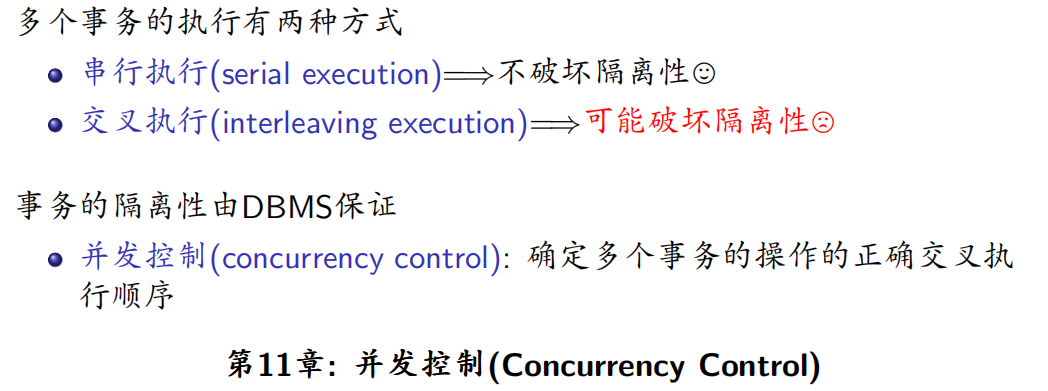 多个事务的执行有两种方式
串行执行(serial execution)⟹不破坏隔离性☺
交叉执行(interleaving execution)⟹可能破坏隔离性☹
事务的隔离性由DBMS保证
并发控制(concurrency control): 确定多个事务的操作的正确交叉执
行顺序
第11章: 并发控制(Concurrency Control)